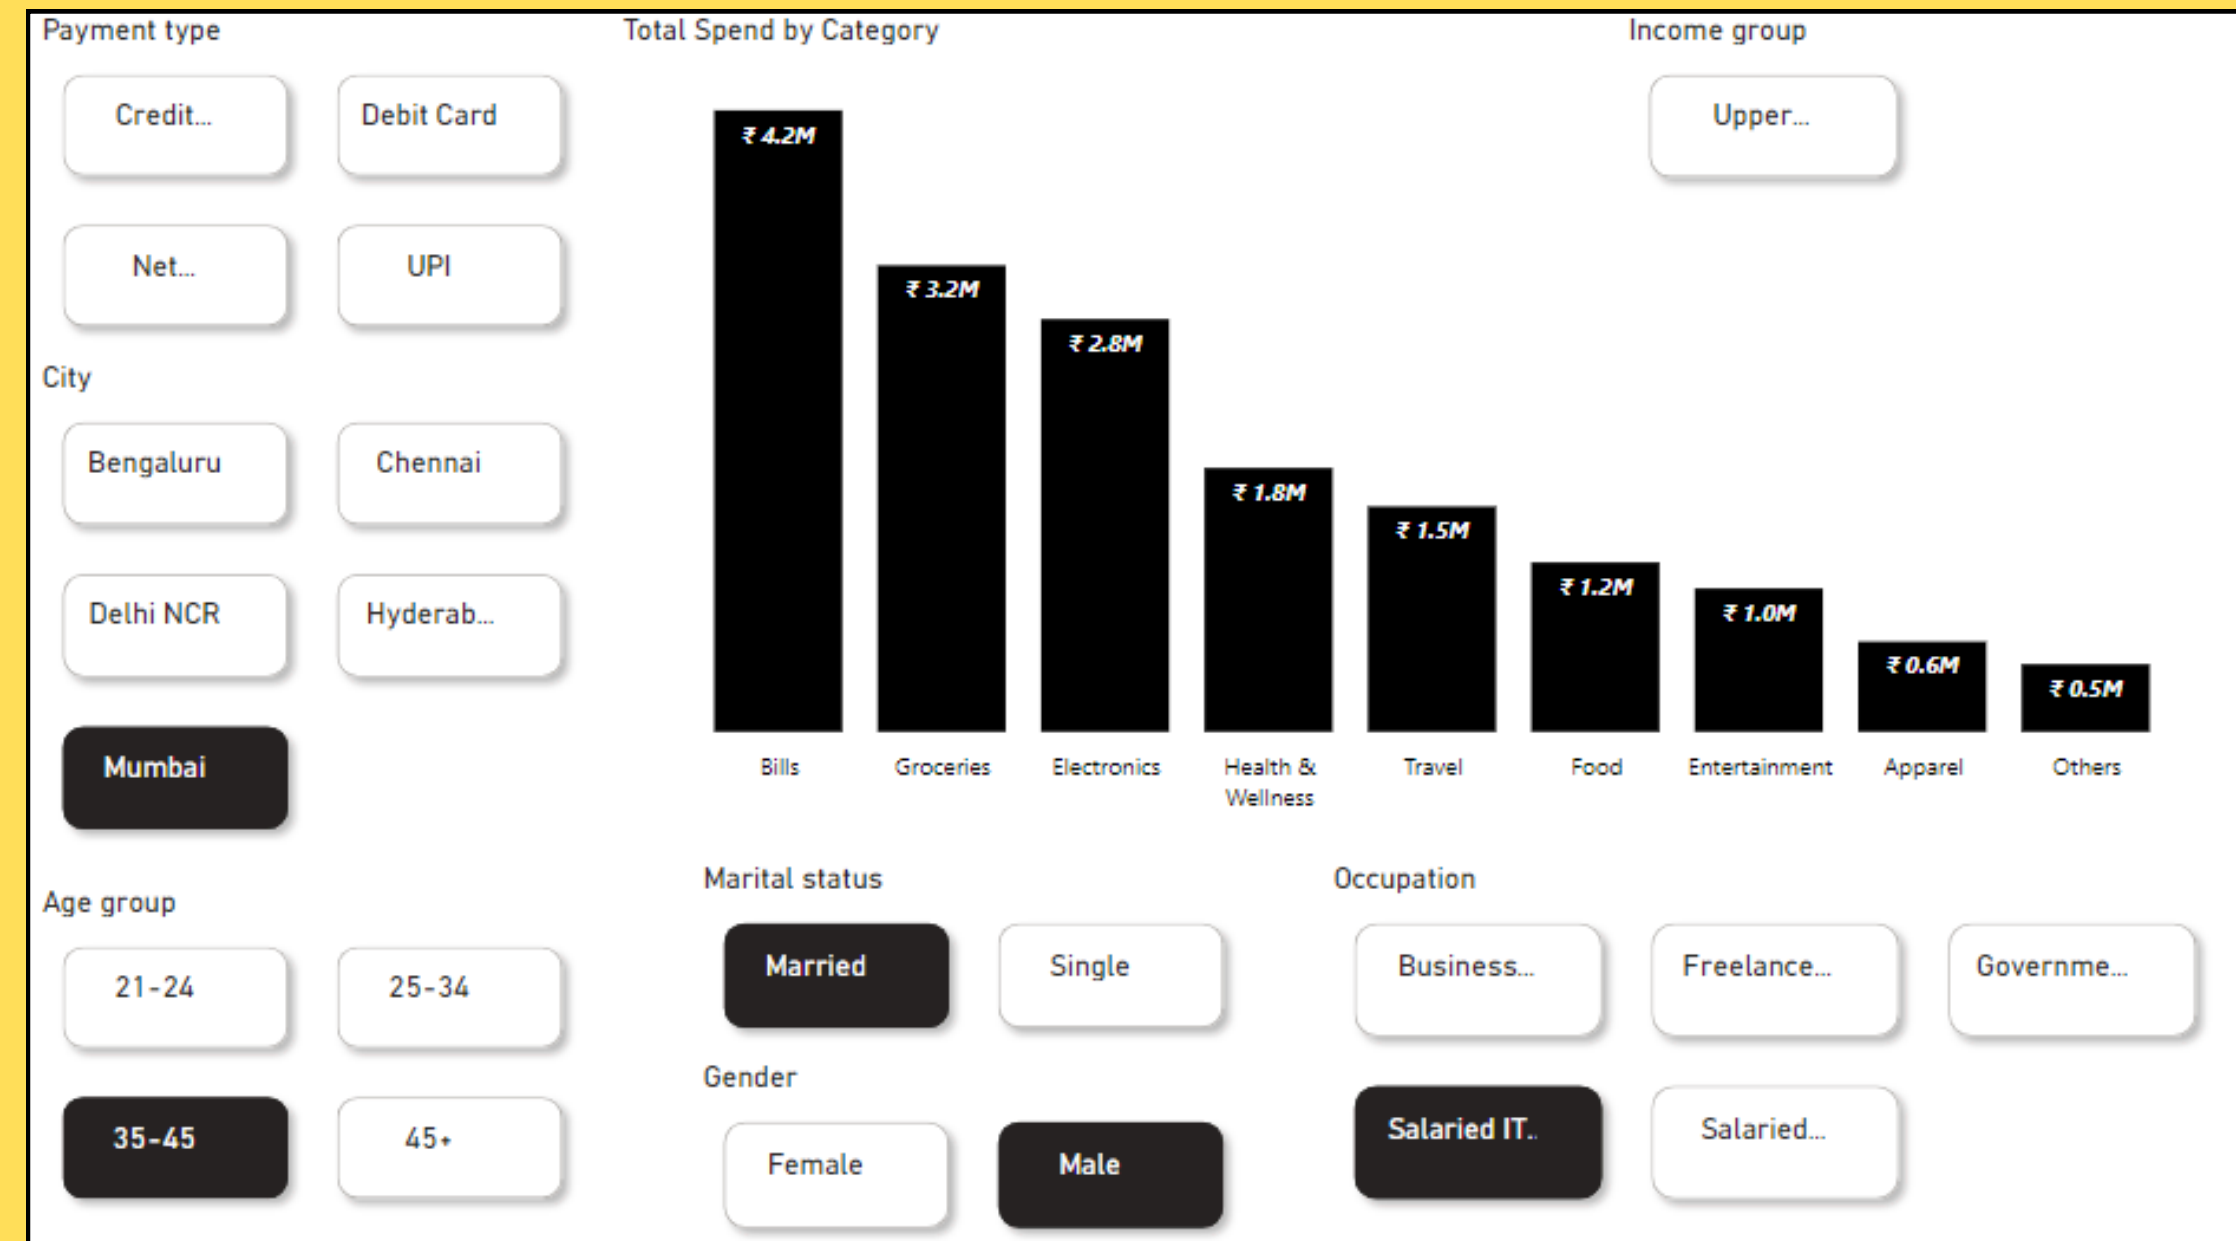 Payment type
Credit...
Debit Card
Net...
UPI
City
Bengaluru
Chennai
Delhi NCR
Hyderab...
Mumbai
Age group
21-24
25-34
35-45
45+
Total Spend by Category
₹ 4.2M
₹ 3.2M
₹ 2.8M
₹ 1.8M
₹ 1.5M
₹ 1.2M
₹ 1.0M
₹ 0.6M
₹ 0.5M
Bills
Groceries
Electronics
Health &
Wellness
Travel
Food
Entertainment
Apparel
Others
Income group
Upper...
Marital status
Married
Single
Gender
Female
Male
Occupation
Business...
Freelance...
Governme...
Salaried IT..
Salaried...